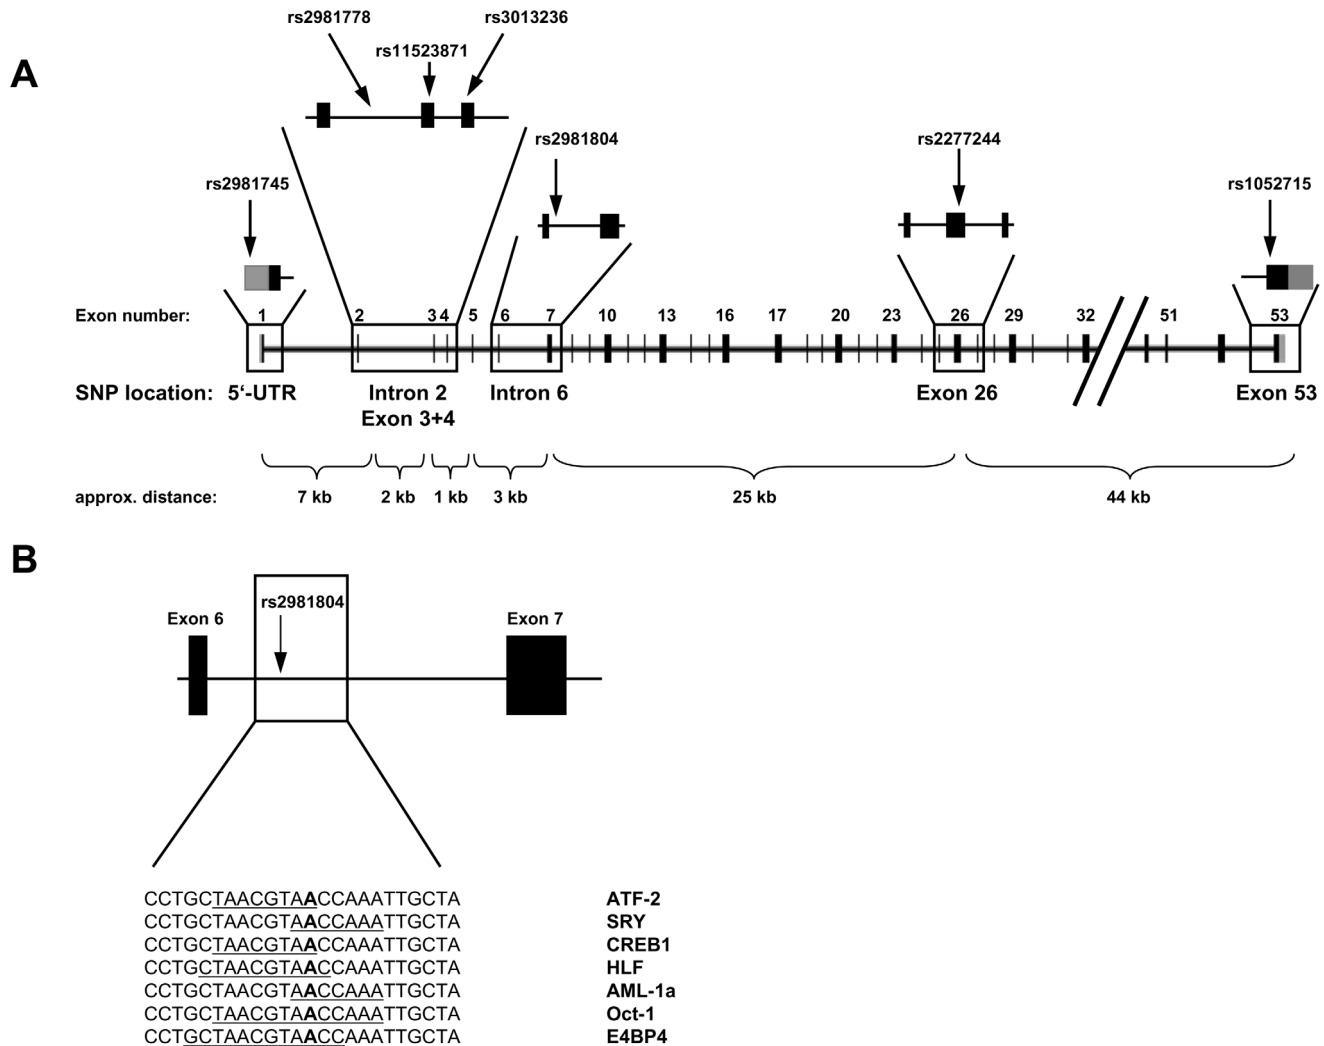 rs2981778 rs3013236
rs11523871
A
rs2981804 rs2277244
rs2981745 rs1052715
Exon number: 1 2 3 4 5 6 7 10 13 16 17 20 23 26 29 32 51 53
SNP location: 5‘-UTR Intron 2 Intron 6 Exon 26 Exon 53
Exon 3+4
approx. distance: 7 kb 2 kb 1 kb 3 kb 25 kb 44 kb
B
rs2981804
Exon 6 Exon 7
CCTGCTAACGTAACCAAATTGCTA ATF-2
CCTGCTAACGTAACCAAATTGCTA SRY
CCTGCTAACGTAACCAAATTGCTA CREB1
CCTGCTAACGTAACCAAATTGCTA HLF
CCTGCTAACGTAACCAAATTGCTA AML-1a
CCTGCTAACGTAACCAAATTGCTA Oct-1
CCTGCTAACGTAACCAAATTGCTA E4BP4